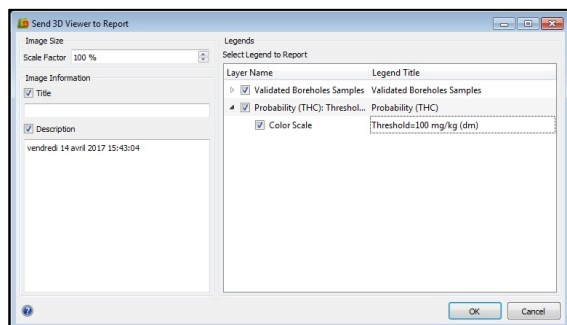 Send 3D Viewer to Report
Image Size
Scale Factor 100 %
Image Information
Title
Description
vendredi 14 avril 2017 15:43:04
Legends
Select Legend to Report
Layer Name Legend Title
Validated Boreholes Samples Validated Boreholes Samples
Probability (THC): Threshol... Probability (THC)
Color Scale Threshold=100 mg/kg (dm)
OK Cancel